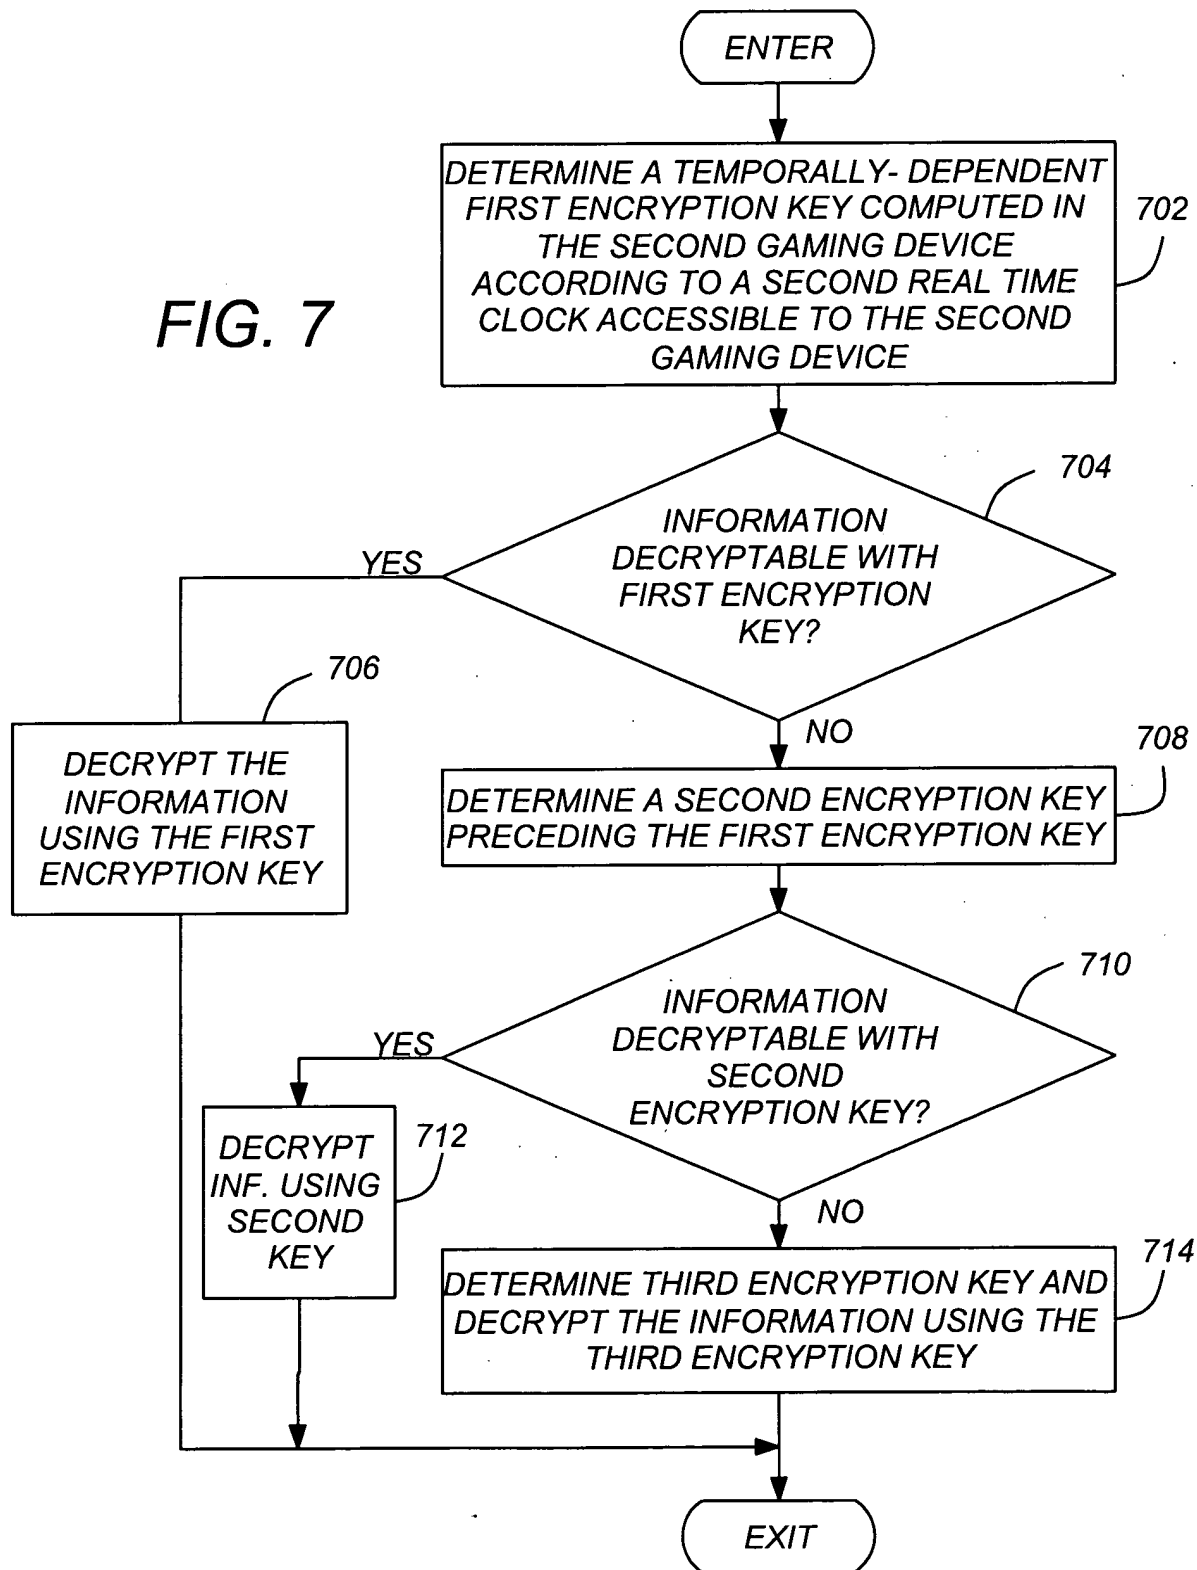 ENTER
DETERMINE A TEMPORALLY- DEPENDENT
FIRST ENCRYPTION KEY COMPUTED IN
THE SECOND GAMING DEVICE
ACCORDING TO A SECOND REAL TIME
CLOCK ACCESSIBLE TO THE SECOND
GAMING DEVICE
702
FIG. 7
704
INFORMATION
DECRYPTABLE WITH
FIRST ENCRYPTION
KEY?
YES
706
DECRYPT THE
INFORMATION
USING THE FIRST
ENCRYPTION KEY
NO
708
DETERMINE A SECOND ENCRYPTION KEY
PRECEDING THE FIRST ENCRYPTION KEY
710
INFORMATION
DECRYPTABLE WITH
SECOND
ENCRYPTION KEY?
YES
712
DECRYPT
INF. USING
SECOND
KEY
NO
714
DETERMINE THIRD ENCRYPTION KEY AND
DECRYPT THE INFORMATION USING THE
THIRD ENCRYPTION KEY
EXIT